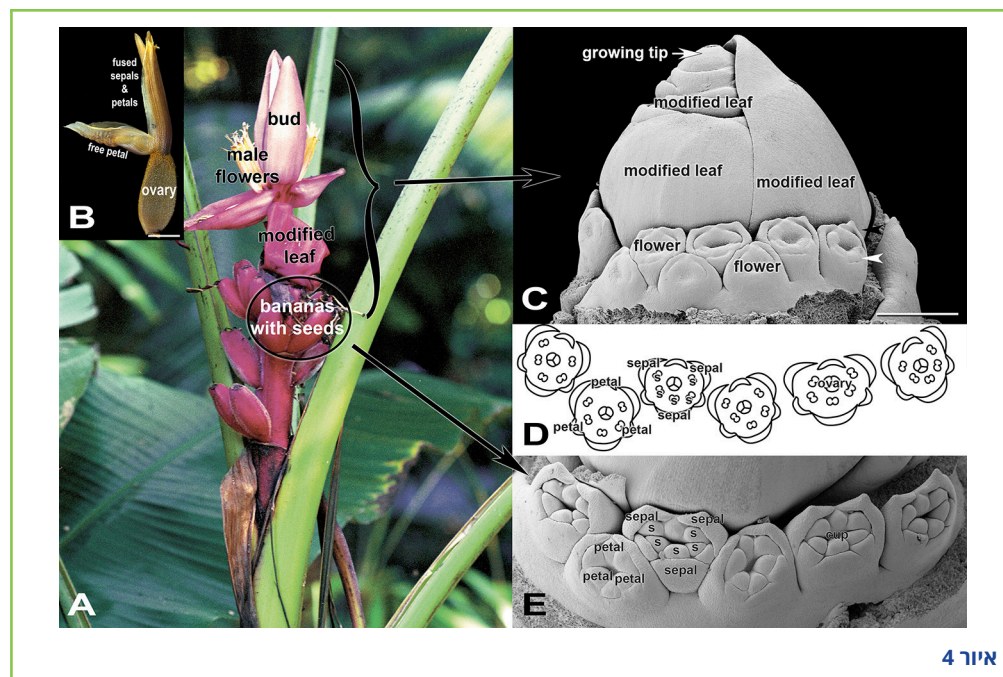 fused
sepals
&
petals
free petal
ovary
B
bud
male
flowers
modified
leaf
bananas
with seeds
A
growing tip
modified leaf
modified leaf
modified leaf
flower
flower
C
sepal
sepal
s
s
s
s
s
sepal
petal
petal
petal
ovary
D
sepal
sepal
s
s
s
s
s
sepal
petal
petal
petal
cup
E
איור 4